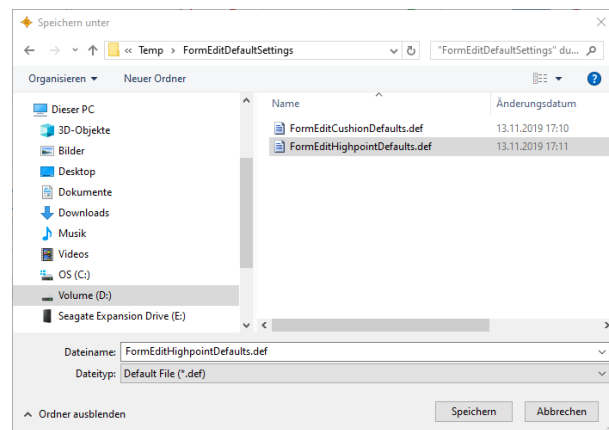 Speichern unter
« Temp > FormEditDefaultSettings
"FormEditDefaultSettings" du...
Organisieren
Neuer Ordner
?
Dieser PC
3D-Objekte
Bilder
Desktop
Dokumente
Downloads
Musik
Videos
OS (C:)
Volume (D:)
Seagate Expansion Drive (E:)
Name Änderungsdatum
FormEditCushionDefaults.def 13.11.2019 17:10
FormEditHighpointDefaults.def 13.11.2019 17:11
Dateiname: FormEditHighpointDefaults.def
Dateityp: Default File (*.def)
Ordner ausblenden
Speichern
Abbrechen